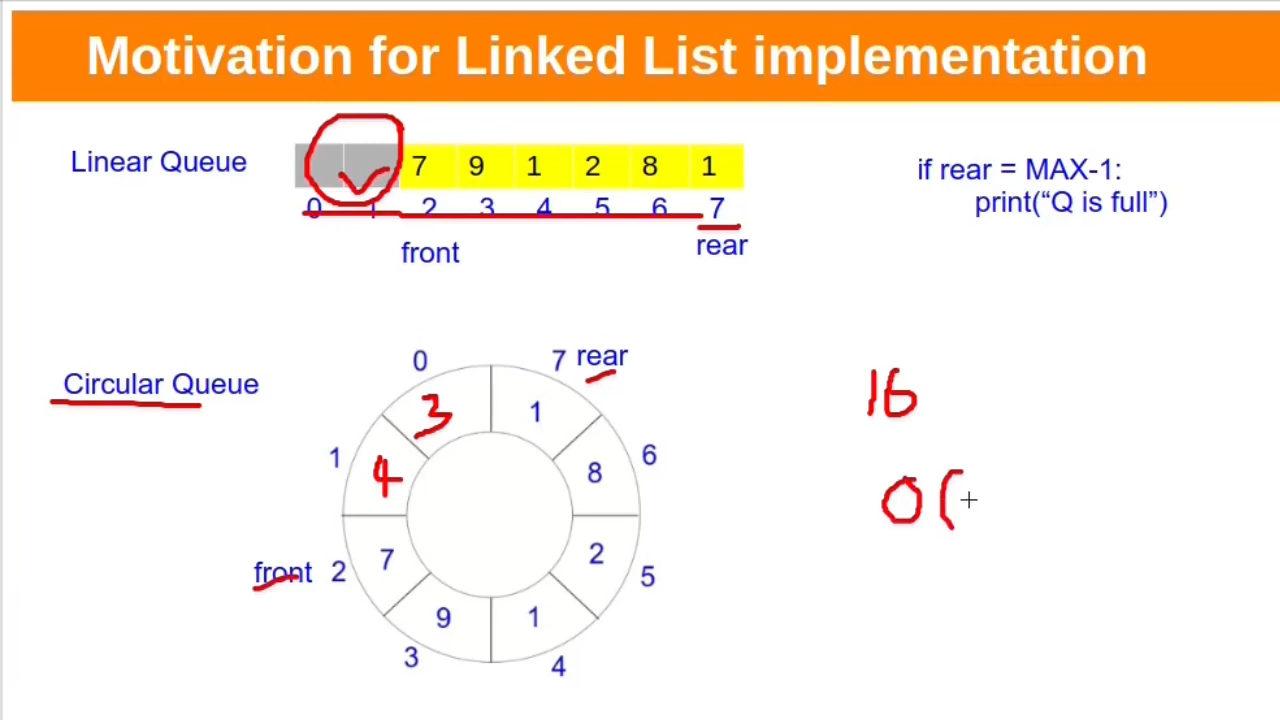 Motivation for Linked List implementation
Linear Queue
7 9 1 2 8 1
0 1 2 3 4 5 6 7
front
rear
if rear = MAX-1:
print("Q is full")
Circular Queue
0
7 rear
3
1
1
6
4
8
front 2
7
2
5
9
1
3
4
16
O(